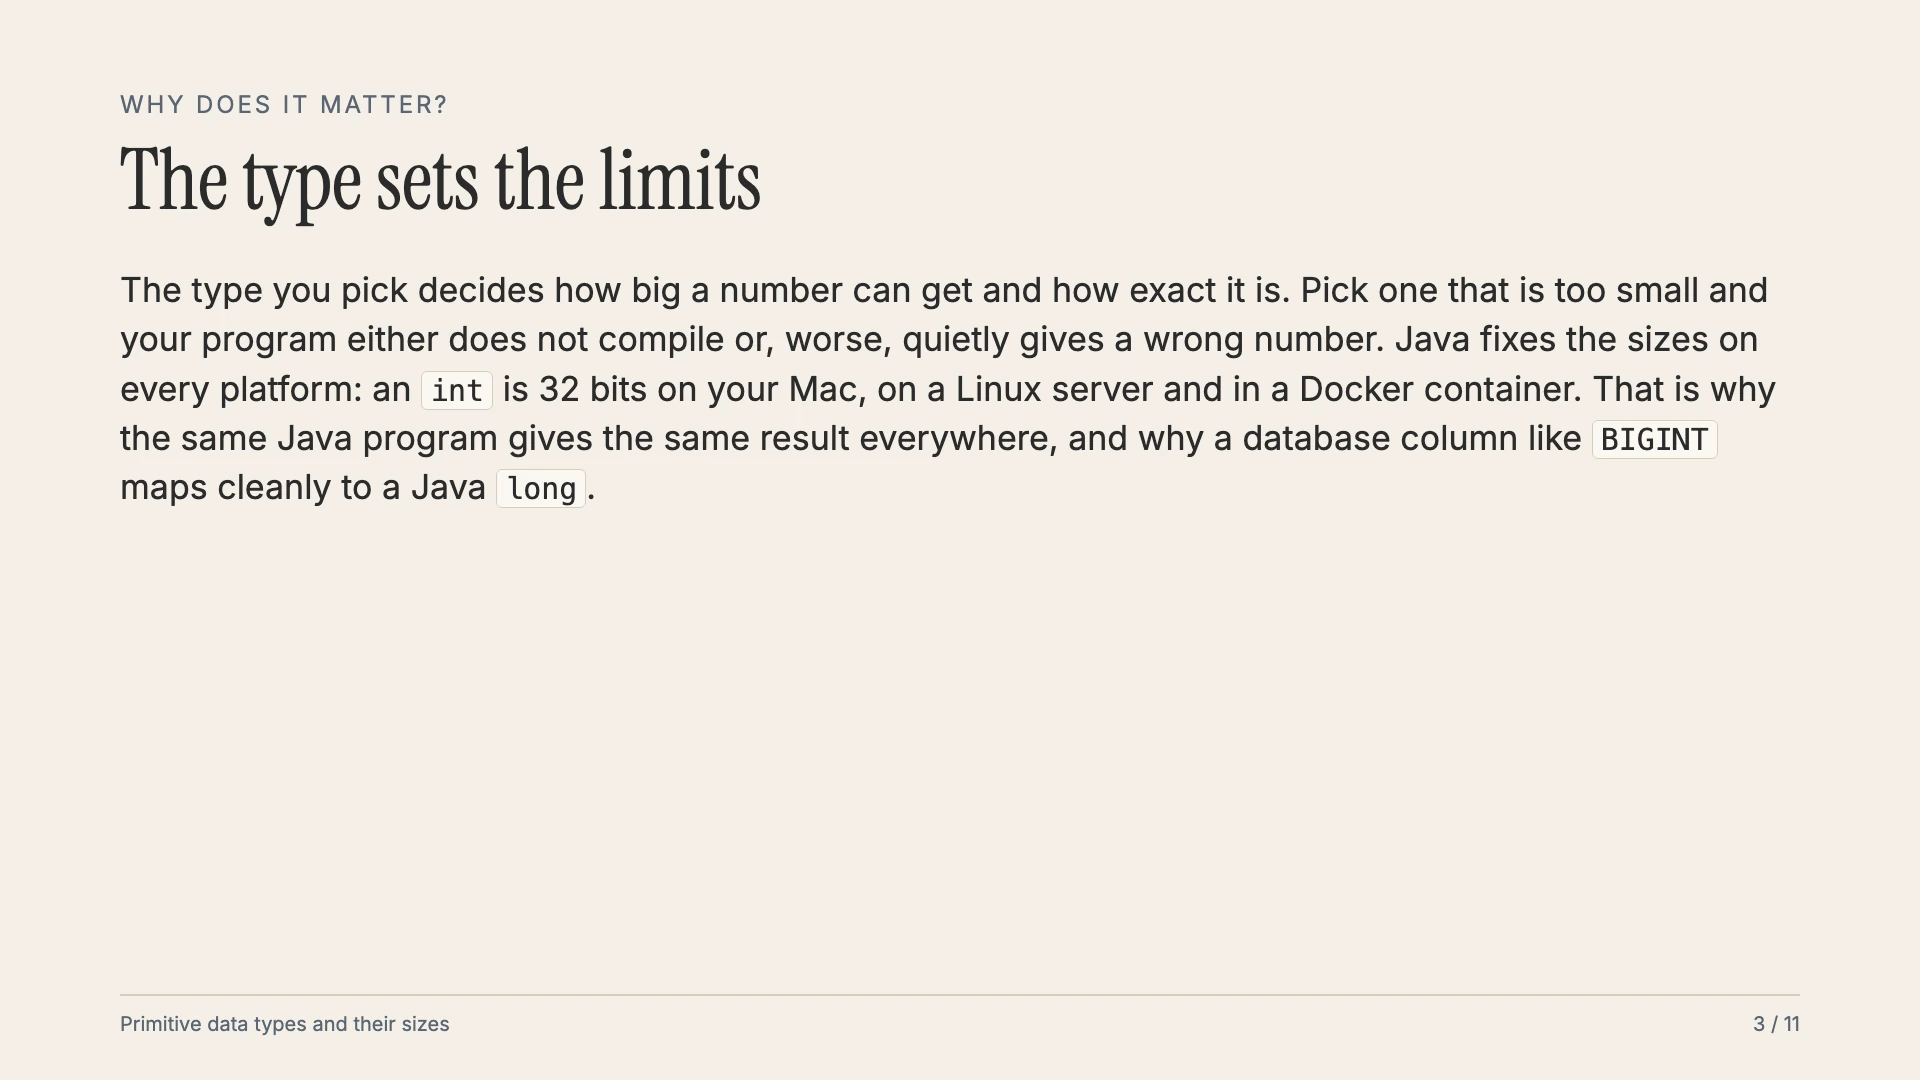 WHY DOES IT MATTER?
The type sets the limits
The type you pick decides how big a number can get and how exact it is. Pick one that is too small and
your program either does not compile or, worse, quietly gives a wrong number. Java fixes the sizes on
every platform: an int is 32 bits on your Mac, on a Linux server and in a Docker container. That is why
the same Java program gives the same result everywhere, and why a database column like BIGINT
maps cleanly to a Java long.
Primitive data types and their sizes
3 / 11